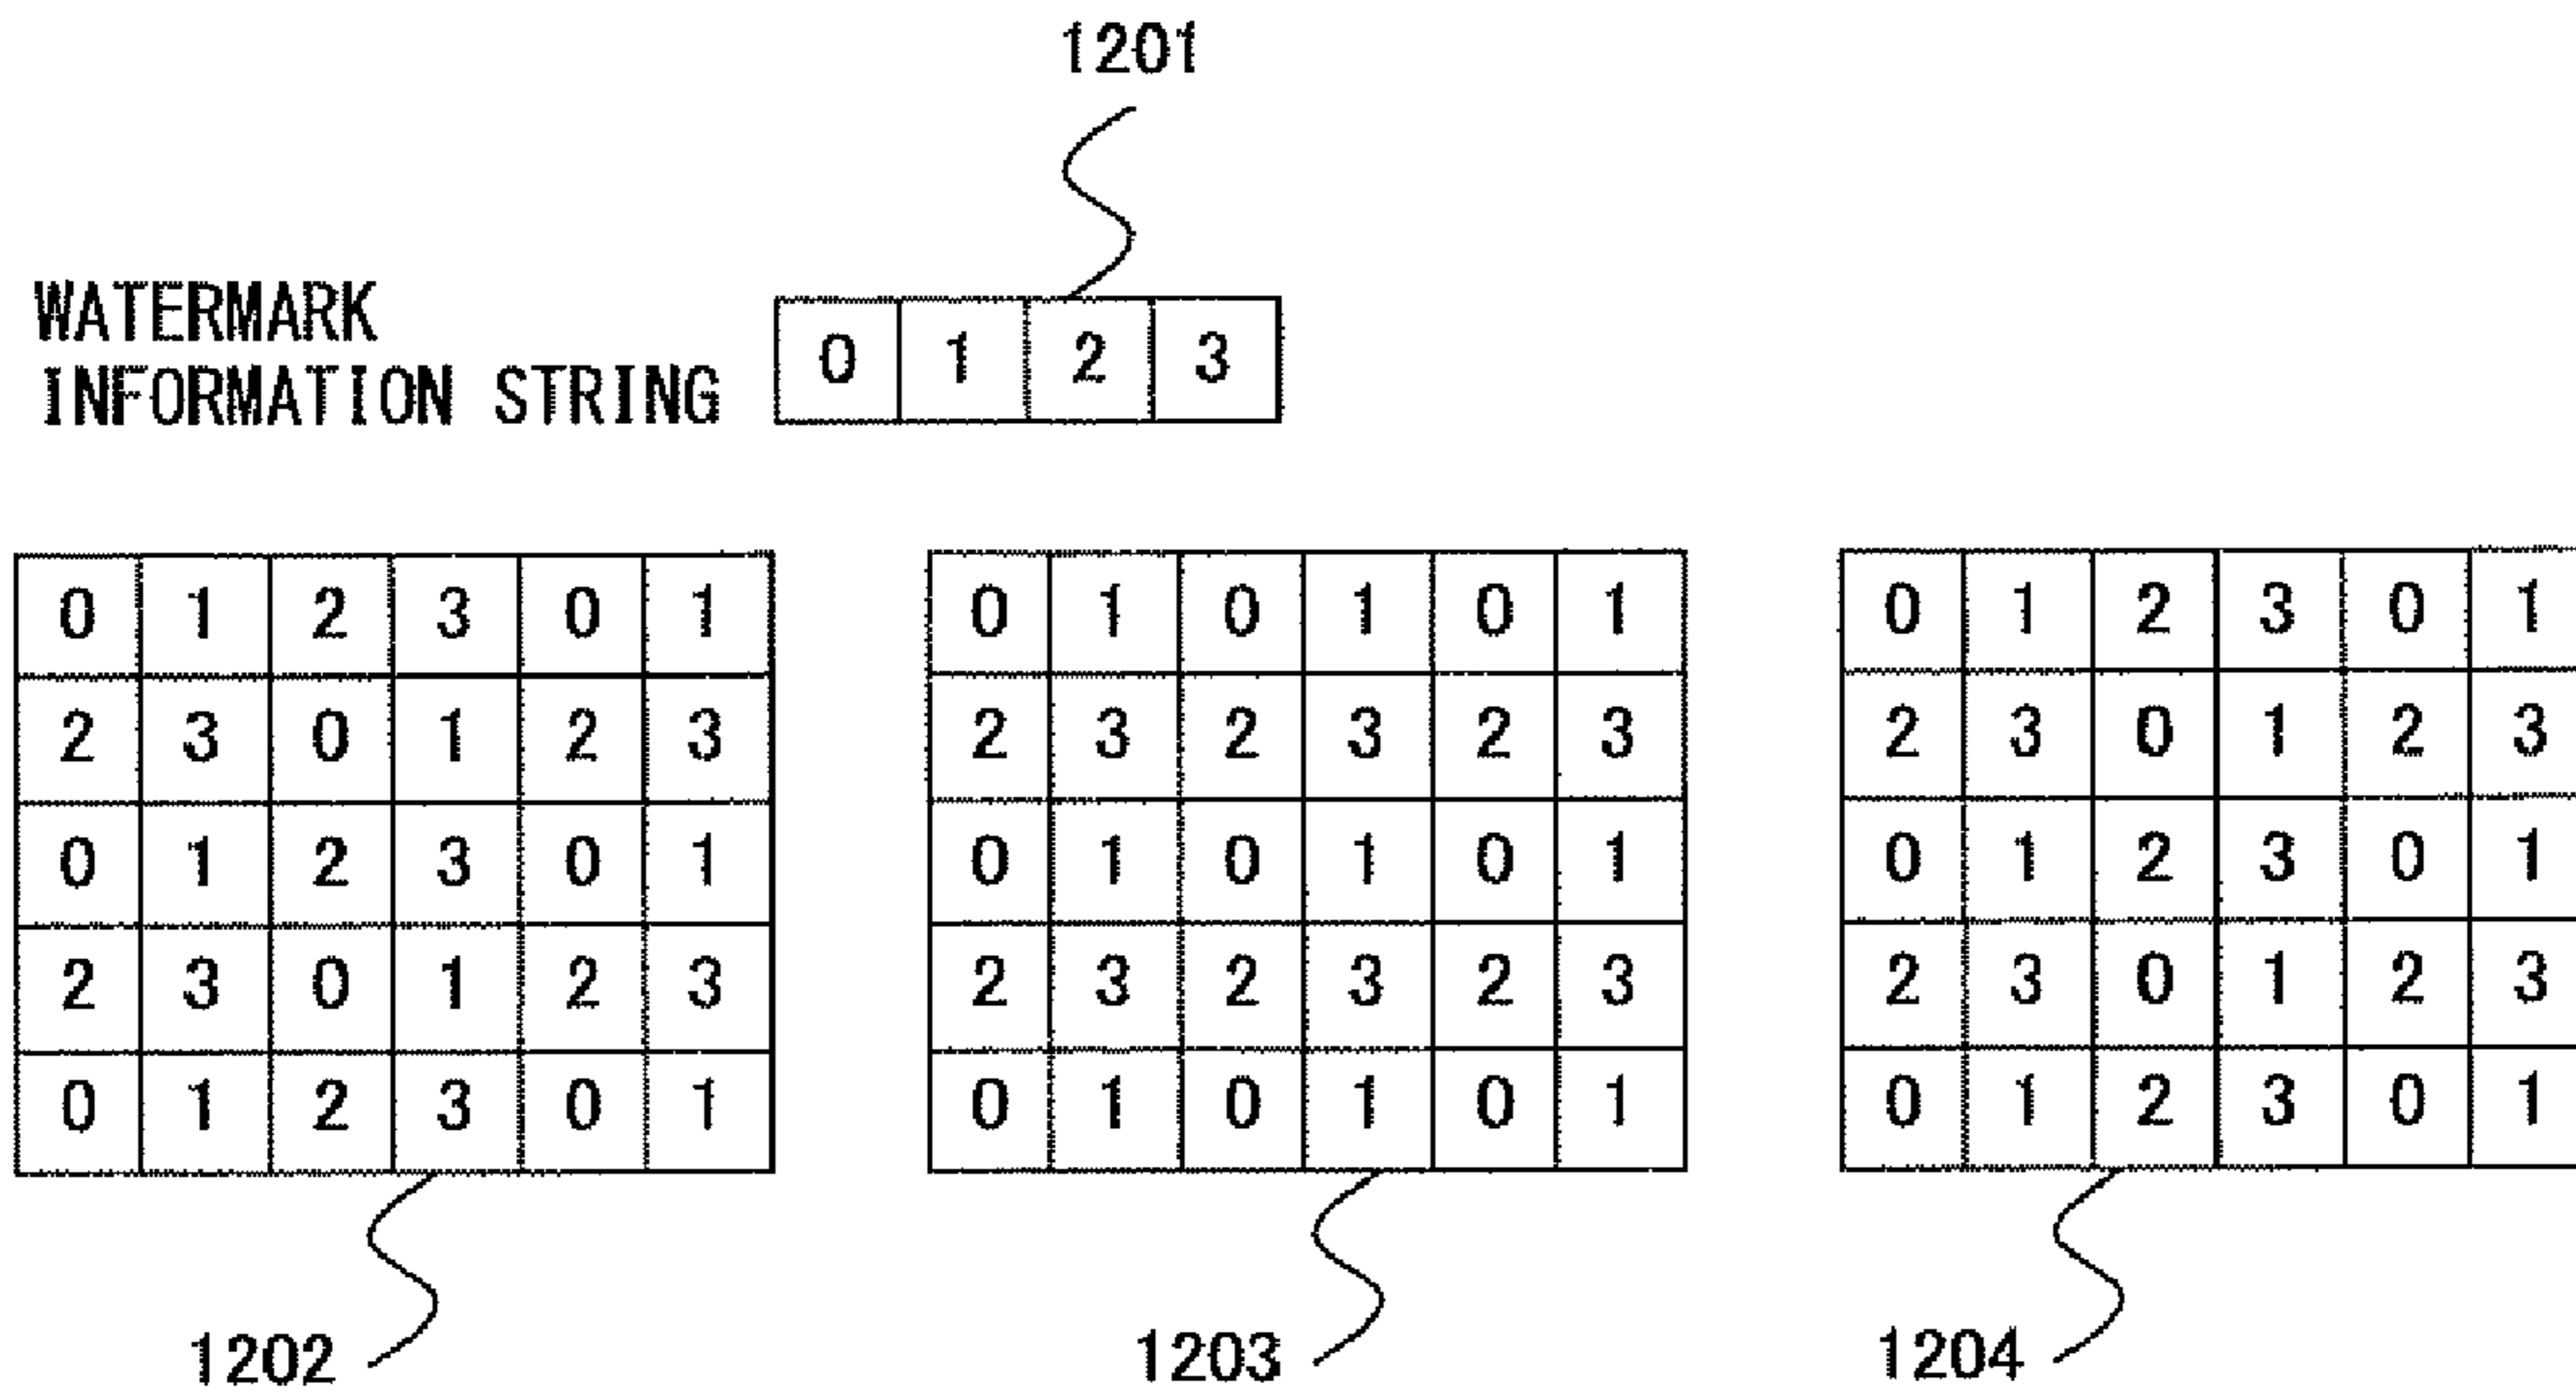 1201
WATERMARK
INFORMATION STRING 0 1 2 3
0 1 2 3 0 1 0 1 0 1 0 1 0 1 2 3 0 1
2 3 0 1 2 3 2 3 2 3 2 3 2 3 0 1 2 3
0 1 2 3 0 1 0 1 0 1 0 1 0 1 2 3 0 1
2 3 0 1 2 3 2 3 2 3 2 3 2 3 0 1 2 3
0 1 2 3 0 1 0 1 0 1 0 1 0 1 2 3 0 1
1202 1203 1204